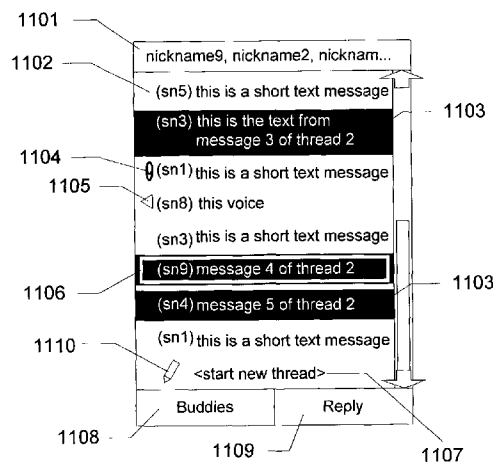 1101
nickname9, nickname2, nicknam...
1102
(sn5) this is a short text message
(sn3) this is the text from
message 3 of thread 2
1103
1104
(sn1) this is a short text message
1105
(sn8) this voice
(sn3) this is a short text message
(sn9) message 4 of thread 2
1106
1103
(sn4) message 5 of thread 2
(sn1) this is a short text message
1110
<start new thread>
Buddies
Reply
1108
1109
1107